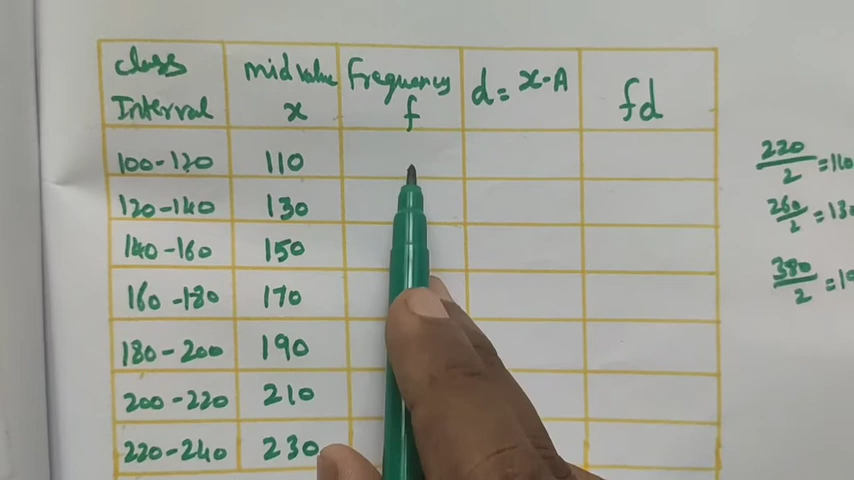 class Interval
mid value x
Frequency f
d = x-A
fd
100-120 110
120-140 130
140-160 150
160-180 170
180-200 190
200-220 210
220-240 230
220/2 =110
260/2 =130
380/2 =